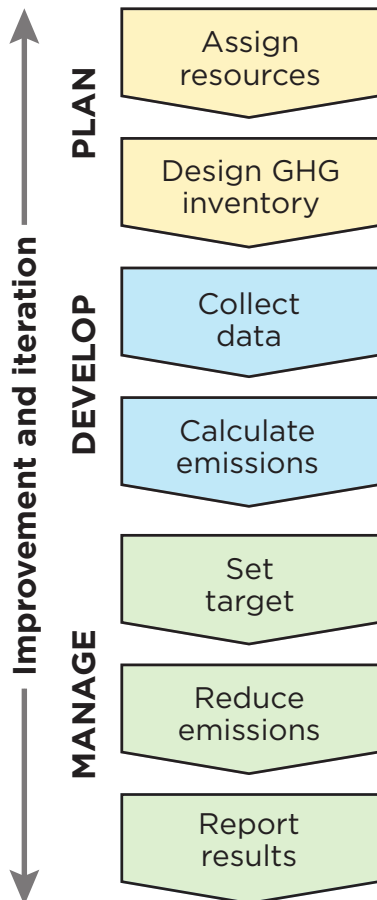 Improvement and iteration
PLAN
Assign
resources
Design GHG
inventory
DEVELOP
Collect
data
Calculate
emissions
MANAGE
Set
target
Reduce
emissions
Report
results